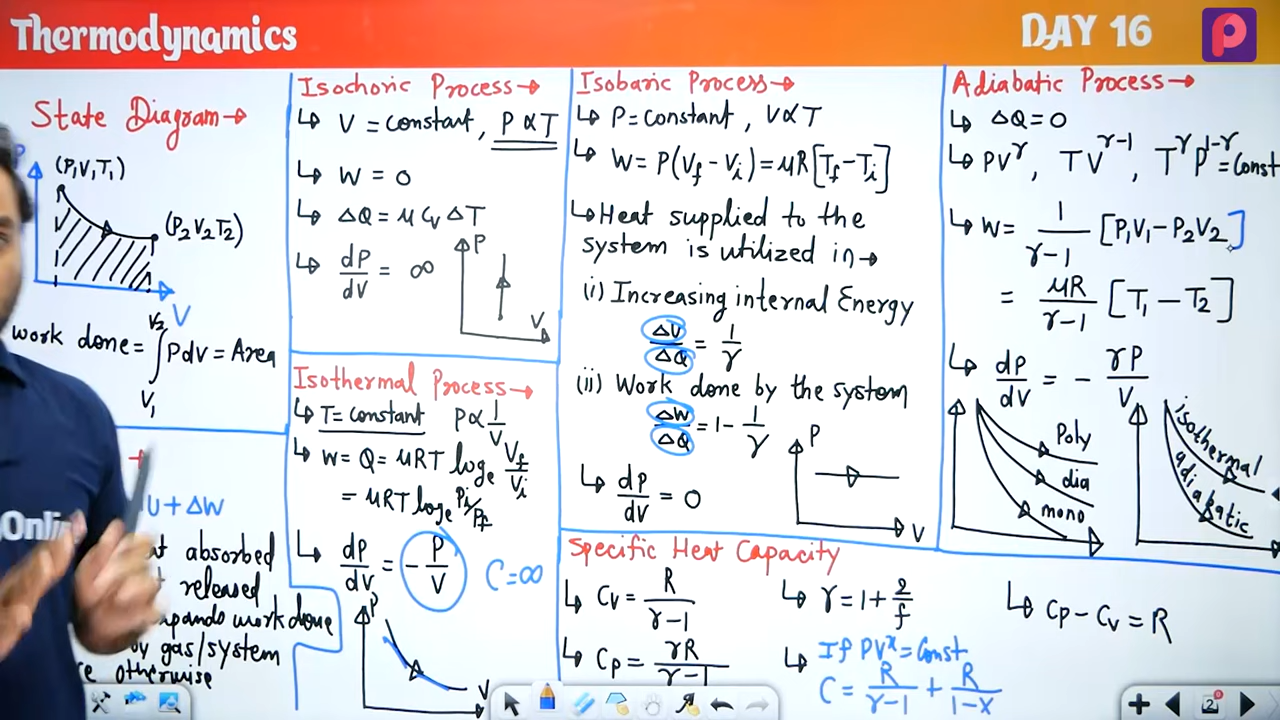 Thermodynamics
DAY 16
State Diagram→
P
(P₁V₁T₁)
(P₂V₂T₂)
V
work done = ∫ PdV = Area
V₂
V₁
U + ΔW
absorbed
released
work done
by gas/system
otherwise
Online
Isochoric Process→
↳ V = constant, P ∝ T
↳ W = 0
↳ ΔQ = μ Cv ΔT
↳ dP/dV = ∞
P
V
Isothermal Process→
↳ T = constant P ∝ 1/V
↳ W = Q = μRT logₑ Vf/Vi
= μRT logₑ Pi/Pf
↳ dP/dV = -P/V C = ∞
P
V
Isobaric Process→
↳ P = Constant, V ∝ T
↳ W = P(Vf - Vi) = μR[Tf - Ti]
↳ Heat supplied to the
system is utilized in→
(i) Increasing internal Energy
ΔU/ΔQ = 1/γ
(ii) Work done by the system
ΔW/ΔQ = 1 - 1/γ
↳ dP/dV = 0
P
V
Adiabatic Process→
↳ ΔQ = 0
↳ PV^γ, TV^γ-1, T^γ P^1-γ = Const
↳ W = 1/γ-1 [P₁V₁ - P₂V₂]
= μR/γ-1 [T₁ - T₂]
↳ dP/dV = - γP/V
Poly
dia
mono
isothermal
adiabatic
Specific Heat Capacity
↳ Cv = R/γ-1
↳ Cp = γR/γ-1
↳ γ = 1 + 2/f
↳ If PV^x = Const
C = R/γ-1 + R/1-x
↳ Cp - Cv = R
2